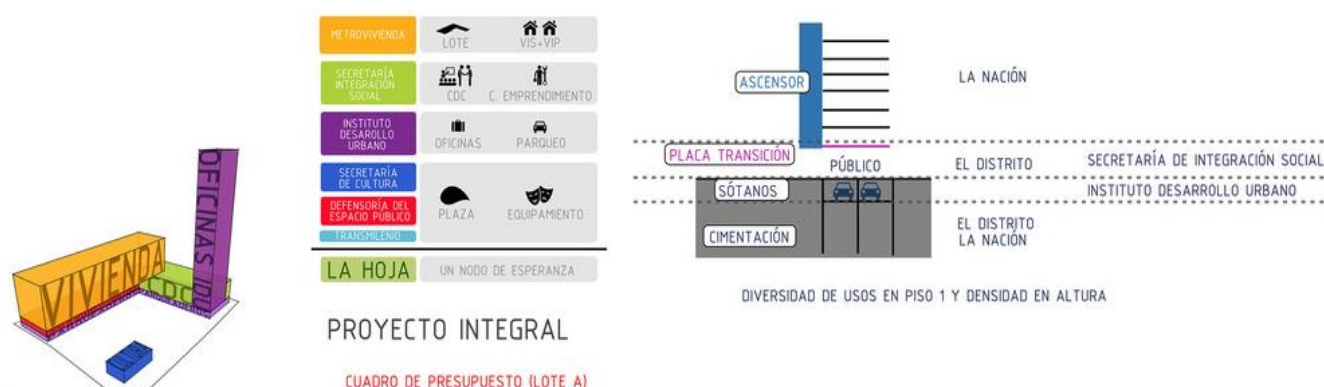 VIVIENDA
CDC
OFICINAS IDU
METROVIVIENDA
LOTE
VIS+VIP
SECRETARÍA
INTEGRACIÓN
SOCIAL
CDC
C. EMPRENDIMIENTO
INSTITUTO
DESAROLLO
URBANO
OFICINAS
PARQUEO
SECRETARÍA
DE CULTURA
DEFENSORÍA DEL
ESPACIO PÚBLICO
TRANSMILENIO
PLAZA
EQUIPAMIENTO
LA HOJA
UN NODO DE ESPERANZA
PROYECTO INTEGRAL
CUADRO DE PRESUPUESTO (LOTE A)
ASCENSOR
LA NACIÓN
PLACA TRANSICIÓN
PÚBLICO
EL DISTRITO
SECRETARÍA DE INTEGRACIÓN SOCIAL
SÓTANOS
INSTITUTO DESARROLLO URBANO
CIMENTACIÓN
EL DISTRITO
LA NACIÓN
DIVERSIDAD DE USOS EN PISO 1 Y DENSIDAD EN ALTURA